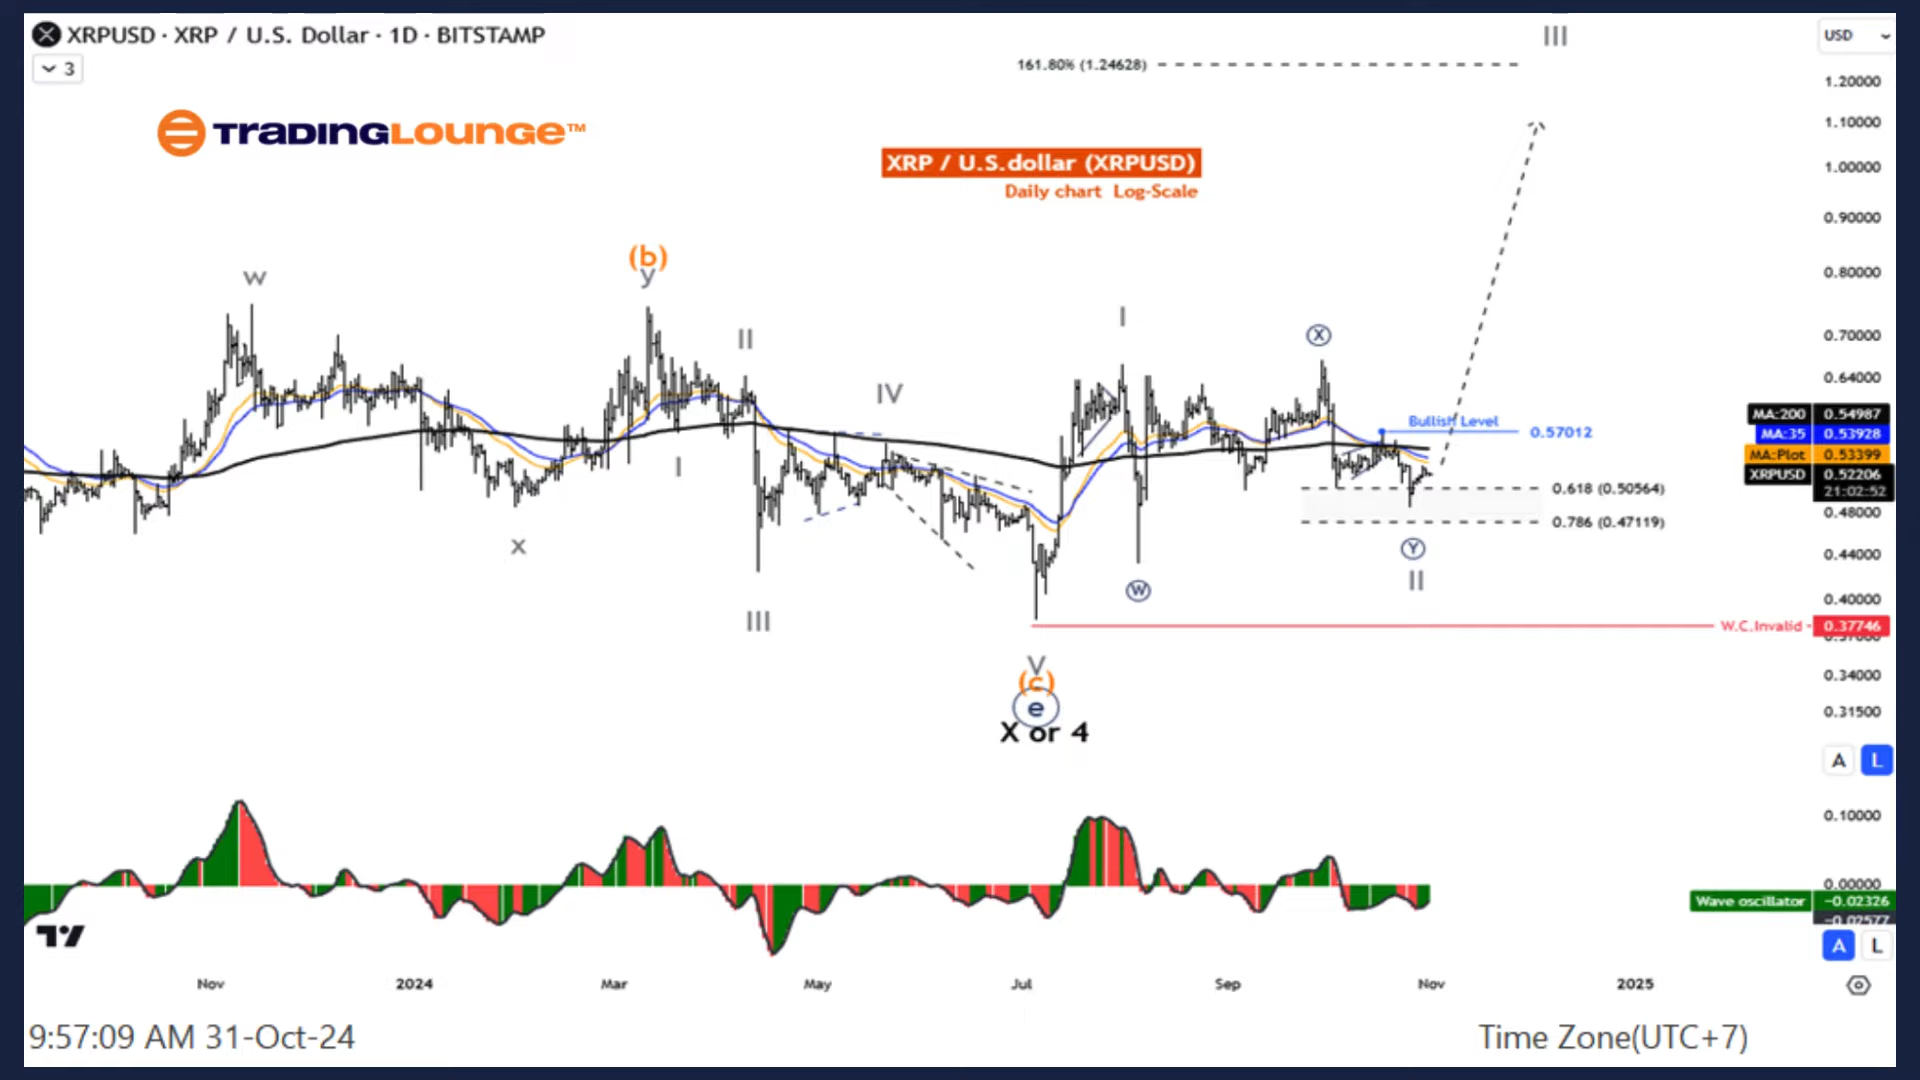 XRPUSD · XRP / U.S. Dollar · 1D · BITSTAMP
3
TRADINGLOUNGE™
XRP / U.S.dollar (XRPUSD)
Daily chart Log-Scale
161.80% (1.24628)
III
USD
1.20000
1.10000
1.00000
0.90000
0.80000
0.70000
0.64000
MA:200 0.54987
MA:35 0.53928
MA:Plot 0.53399
XRPUSD 0.52206
21:02:52
0.48000
0.44000
0.40000
W.C.Invalid 0.37746
0.34000
0.31500
w
(b)
y
II
I
IV
x
III
V
(c)
e
X or 4
I
W
X
Bullish Level
0.57012
0.618 (0.50564)
0.786 (0.47119)
Y
II
A L
0.10000
0.00000
Wave oscillator −0.02326
−0.02577
A L
Nov 2024 Mar May Jul Sep Nov 2025
9:57:09 AM 31-Oct-24
Time Zone(UTC+7)